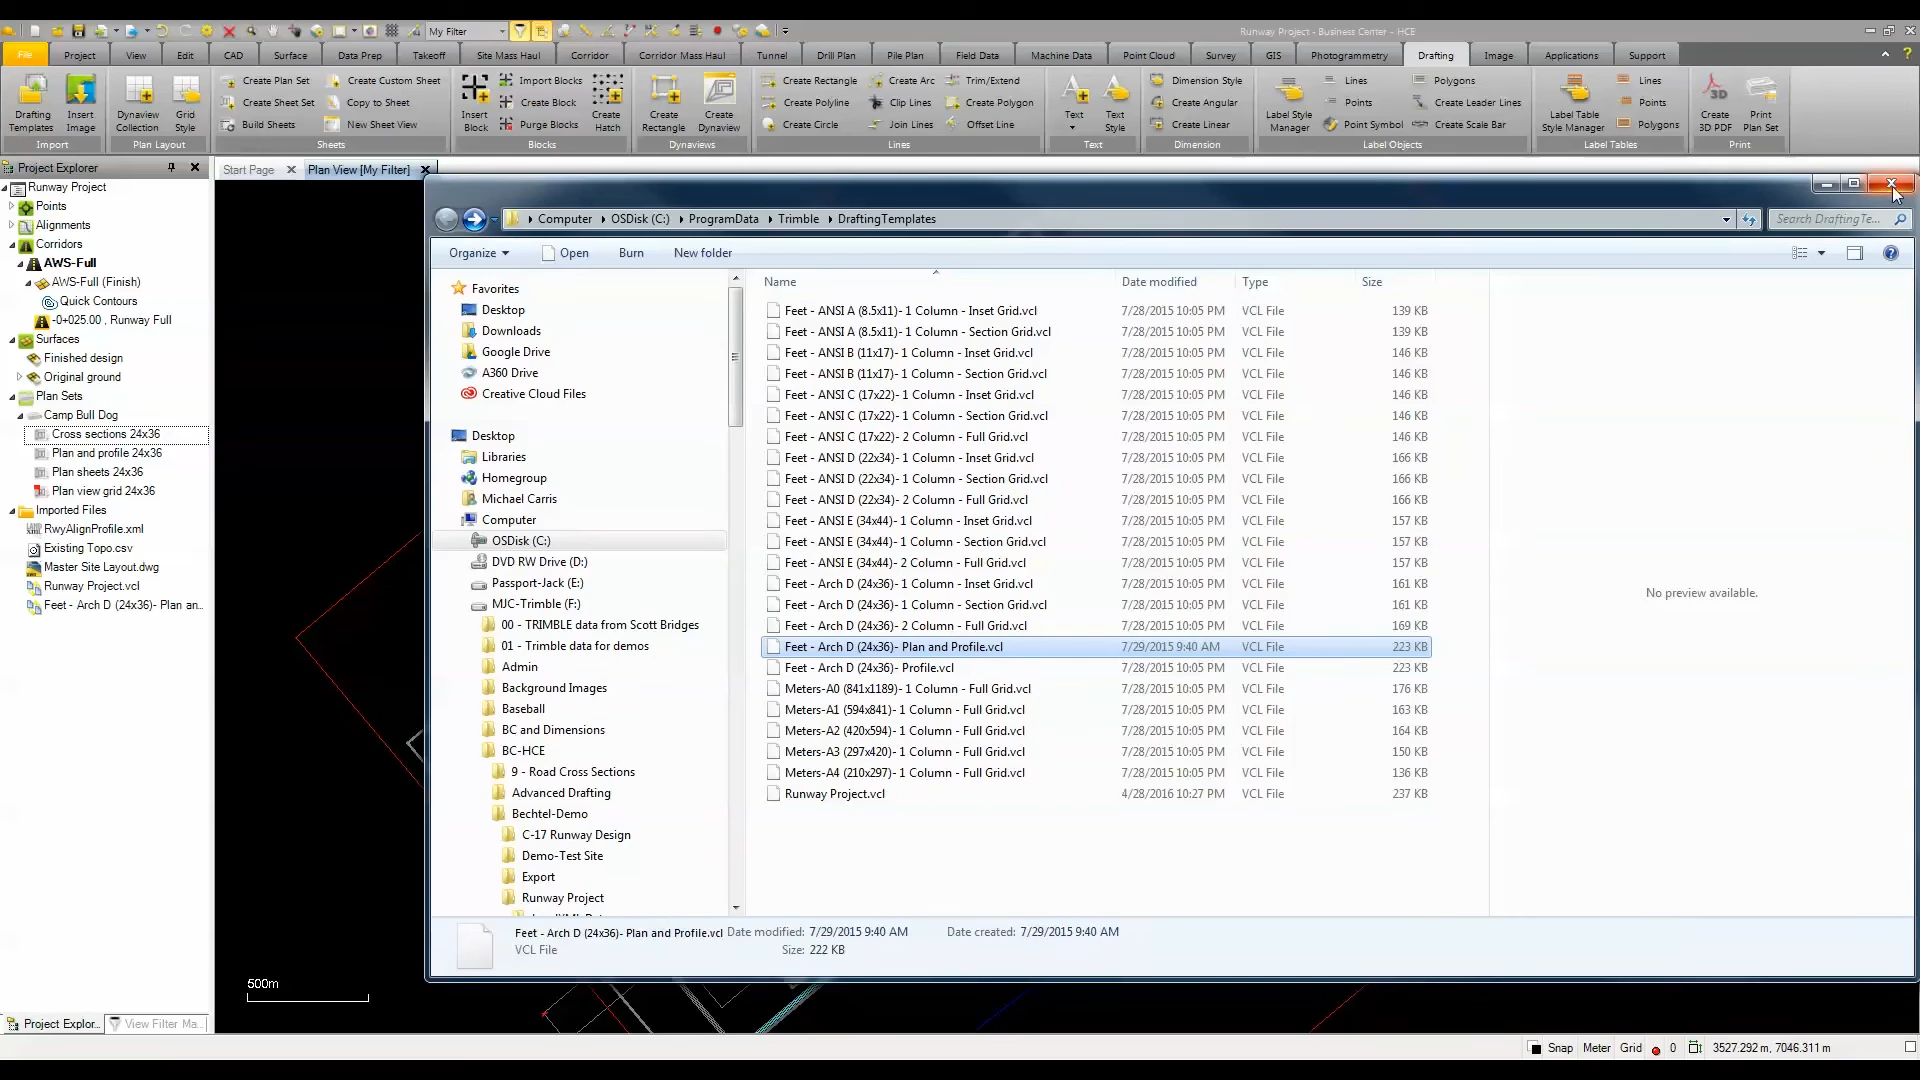 My Filter
Runway Project - Business Center - HCE
File Project View Edit CAD Surface Data Prep Takeoff Site Mass Haul Corridor Corridor Mass Haul Tunnel Drill Plan Pile Plan Field Data Machine Data Point Cloud Survey GIS Photogrammetry Drafting Image Applications Support
Drafting Templates
Insert Image
Import
Dynaview Collection
Grid Style
Plan Layout
Create Plan Set
Create Sheet Set
Build Sheets
Create Custom Sheet
Copy to Sheet
New Sheet View
Sheets
Insert Block
Import Blocks
Create Block
Purge Blocks
Create Hatch
Blocks
Create Rectangle
Create Dynaview
Dynaviews
Create Rectangle
Create Polyline
Create Circle
Create Arc
Clip Lines
Join Lines
Trim/Extend
Create Polygon
Offset Line
Lines
Text
Text Style
Text
Dimension Style
Create Angular
Create Linear
Dimension
Label Style Manager
Lines
Points
Point Symbol
Polygons
Create Leader Lines
Create Scale Bar
Label Objects
Label Table Style Manager
Lines
Points
Polygons
Label Tables
Create 3D PDF
Print Plan Set
Print
Project Explorer
Start Page
Plan View [My Filter]
Runway Project
Points
Alignments
Corridors
AWS-Full
AWS-Full (Finish)
Quick Contours
-0+025.00 , Runway Full
Surfaces
Finished design
Original ground
Plan Sets
Camp Bull Dog
Cross sections 24x36
Plan and profile 24x36
Plan sheets 24x36
Plan view grid 24x36
Imported Files
RwyAlignProfile.xml
Existing Topo.csv
Master Site Layout.dwg
Runway Project.vcl
Feet - Arch D (24x36)- Plan an...
Project Explor...
View Filter Ma...
500m
Computer OSDisk (C:) ProgramData Trimble DraftingTemplates
Search DraftingTe...
Organize Open Burn New folder
Favorites
Desktop
Downloads
Google Drive
A360 Drive
Creative Cloud Files
Desktop
Libraries
Homegroup
Michael Carris
Computer
OSDisk (C:)
DVD RW Drive (D:)
Passport-Jack (E:)
MJC-Trimble (F:)
00 - TRIMBLE data from Scott Bridges
01 - Trimble data for demos
Admin
Background Images
Baseball
BC and Dimensions
BC-HCE
9 - Road Cross Sections
Advanced Drafting
Bechtel-Demo
C-17 Runway Design
Demo-Test Site
Export
Runway Project
Name Date modified Type Size
Feet - ANSI A (8.5x11)- 1 Column - Inset Grid.vcl 7/28/2015 10:05 PM VCL File 139 KB
Feet - ANSI A (8.5x11)- 1 Column - Section Grid.vcl 7/28/2015 10:05 PM VCL File 139 KB
Feet - ANSI B (11x17)- 1 Column - Inset Grid.vcl 7/28/2015 10:05 PM VCL File 146 KB
Feet - ANSI B (11x17)- 1 Column - Section Grid.vcl 7/28/2015 10:05 PM VCL File 146 KB
Feet - ANSI C (17x22)- 1 Column - Inset Grid.vcl 7/28/2015 10:05 PM VCL File 146 KB
Feet - ANSI C (17x22)- 1 Column - Section Grid.vcl 7/28/2015 10:05 PM VCL File 146 KB
Feet - ANSI C (17x22)- 2 Column - Full Grid.vcl 7/28/2015 10:05 PM VCL File 146 KB
Feet - ANSI D (22x34)- 1 Column - Inset Grid.vcl 7/28/2015 10:05 PM VCL File 166 KB
Feet - ANSI D (22x34)- 1 Column - Section Grid.vcl 7/28/2015 10:05 PM VCL File 166 KB
Feet - ANSI D (22x34)- 2 Column - Full Grid.vcl 7/28/2015 10:05 PM VCL File 166 KB
Feet - ANSI E (34x44)- 1 Column - Inset Grid.vcl 7/28/2015 10:05 PM VCL File 157 KB
Feet - ANSI E (34x44)- 1 Column - Section Grid.vcl 7/28/2015 10:05 PM VCL File 157 KB
Feet - ANSI E (34x44)- 2 Column - Full Grid.vcl 7/28/2015 10:05 PM VCL File 157 KB
Feet - Arch D (24x36)- 1 Column - Inset Grid.vcl 7/28/2015 10:05 PM VCL File 161 KB
Feet - Arch D (24x36)- 1 Column - Section Grid.vcl 7/28/2015 10:05 PM VCL File 161 KB
Feet - Arch D (24x36)- 2 Column - Full Grid.vcl 7/28/2015 10:05 PM VCL File 169 KB
Feet - Arch D (24x36)- Plan and Profile.vcl 7/29/2015 9:40 AM VCL File 223 KB
Feet - Arch D (24x36)- Profile.vcl 7/28/2015 10:05 PM VCL File 223 KB
Meters-A0 (841x1189)- 1 Column - Full Grid.vcl 7/28/2015 10:05 PM VCL File 176 KB
Meters-A1 (594x841)- 1 Column - Full Grid.vcl 7/28/2015 10:05 PM VCL File 163 KB
Meters-A2 (420x594)- 1 Column - Full Grid.vcl 7/28/2015 10:05 PM VCL File 164 KB
Meters-A3 (297x420)- 1 Column - Full Grid.vcl 7/28/2015 10:05 PM VCL File 150 KB
Meters-A4 (210x297)- 1 Column - Full Grid.vcl 7/28/2015 10:05 PM VCL File 136 KB
Runway Project.vcl 4/28/2016 10:27 PM VCL File 237 KB
No preview available.
Feet - Arch D (24x36)- Plan and Profile.vcl Date modified: 7/29/2015 9:40 AM Date created: 7/29/2015 9:40 AM
VCL File Size: 222 KB
Snap Meter Grid 0 3527.292 m, 7046.311 m